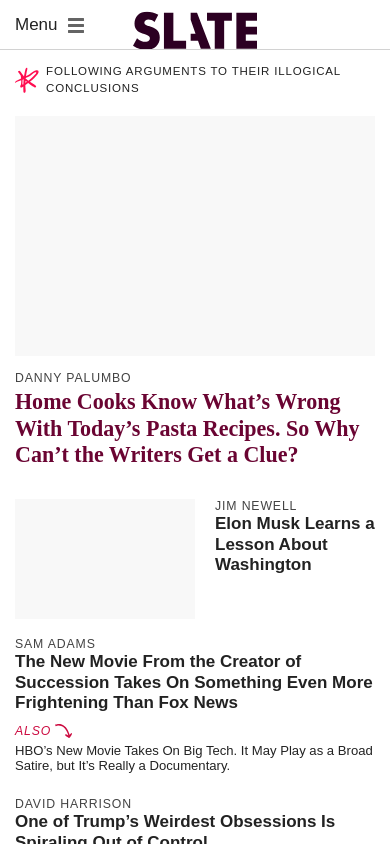 Menu
SLATE
FOLLOWING ARGUMENTS TO THEIR ILLOGICAL
CONCLUSIONS
DANNY PALUMBO
Home Cooks Know What’s Wrong
With Today’s Pasta Recipes. So Why
Can’t the Writers Get a Clue?
JIM NEWELL
Elon Musk Learns a
Lesson About
Washington
SAM ADAMS
The New Movie From the Creator of
Succession Takes On Something Even More
Frightening Than Fox News
ALSO
HBO’s New Movie Takes On Big Tech. It May Play as a Broad
Satire, but It’s Really a Documentary.
DAVID HARRISON
One of Trump’s Weirdest Obsessions Is
Spiraling Out of Control